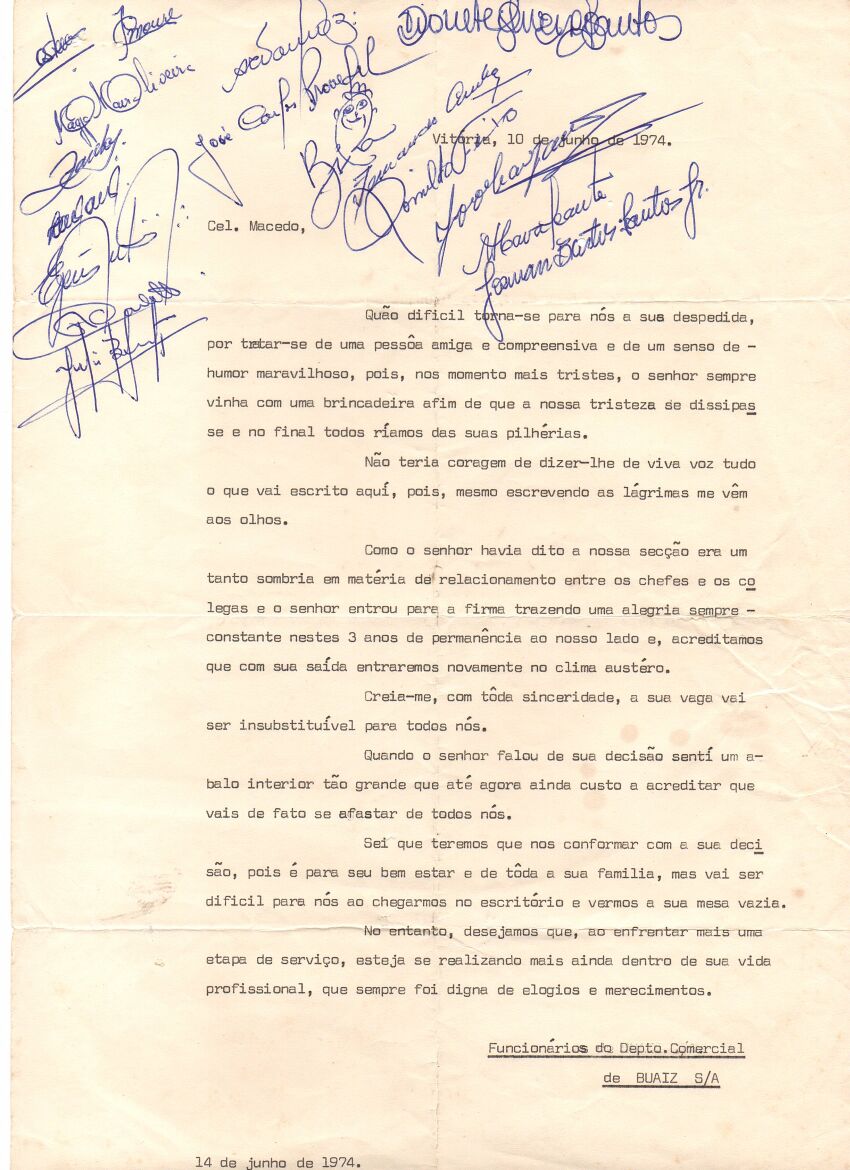 José Carlos
Vitória, 10 de junho de 1974.
Cel. Macedo,
Quão dificil torna-se para nós a sua despedida,
por tratar-se de uma pessôa amiga e compreensiva e de um senso de -
humor maravilhoso, pois, nos momento mais tristes, o senhor sempre
vinha com uma brincadeira afim de que a nossa tristeza se dissipas
se e no final todos ríamos das suas pilhérias.
Não teria coragem de dizer-lhe de viva voz tudo
o que vai escrito aquí, pois, mesmo escrevendo as lágrimas me vêm
aos olhos.
Como o senhor havia dito a nossa secção era um
tanto sombria em matéria de relacionamento entre os chefes e os co
legas e o senhor entrou para a firma trazendo uma alegria sempre -
constante nestes 3 anos de permanência ao nosso lado e, acreditamos
que com sua saída entraremos novamente no clima austéro.
Creia-me, com tôda sinceridade, a sua vaga vai
ser insubstituível para todos nós.
Quando o senhor falou de sua decisão sentí um a-
balo interior tão grande que até agora ainda custo a acreditar que
vais de fato se afastar de todos nós.
Sei que teremos que nos conformar com a sua deci
são, pois é para seu bem estar e de tôda a sua familia, mas vai ser
dificil para nós ao chegarmos no escritório e vermos a sua mesa vazia.
No entanto, desejamos que, ao enfrentar mais uma
etapa de serviço, esteja se realizando mais ainda dentro de sua vida
profissional, que sempre foi digna de elogios e merecimentos.
Funcionários do Depto.Comercial
de BUAIZ S/A
14 de junho de 1974.